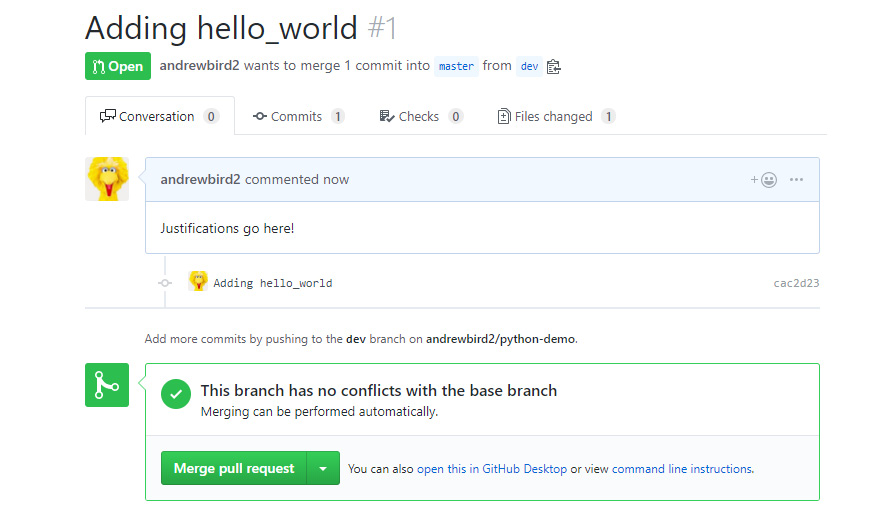 Adding hello_world #1
Open andrewbird2 wants to merge 1 commit into master from dev
Conversation 0 Commits 1 Checks 0 Files changed 1
andrewbird2 commented now
Justifications go here!
Adding hello_world cac2d23
Add more commits by pushing to the dev branch on andrewbird2/python-demo.
This branch has no conflicts with the base branch
Merging can be performed automatically.
Merge pull request You can also open this in GitHub Desktop or view command line instructions.